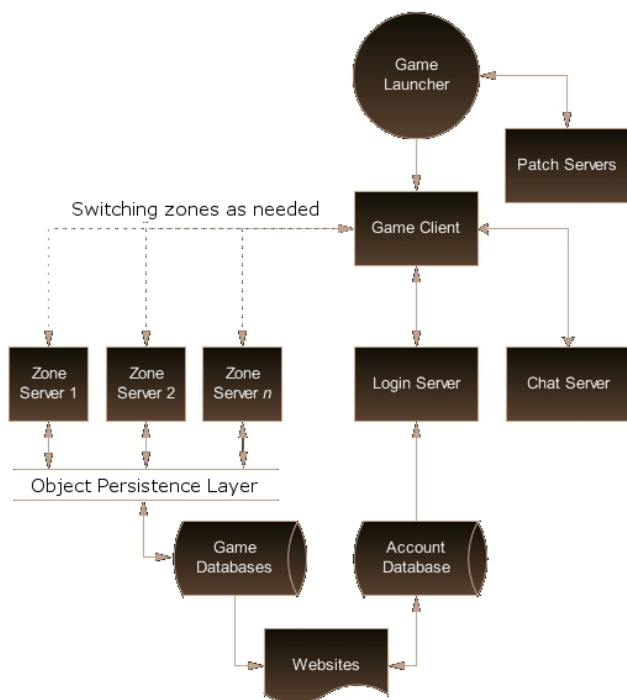 Game
Launcher
Patch Servers
Switching zones as needed
Game Client
Zone
Server 1
Zone
Server 2
Zone
Server n
Login Server
Chat Server
Object Persistence Layer
Game
Databases
Account
Database
Websites